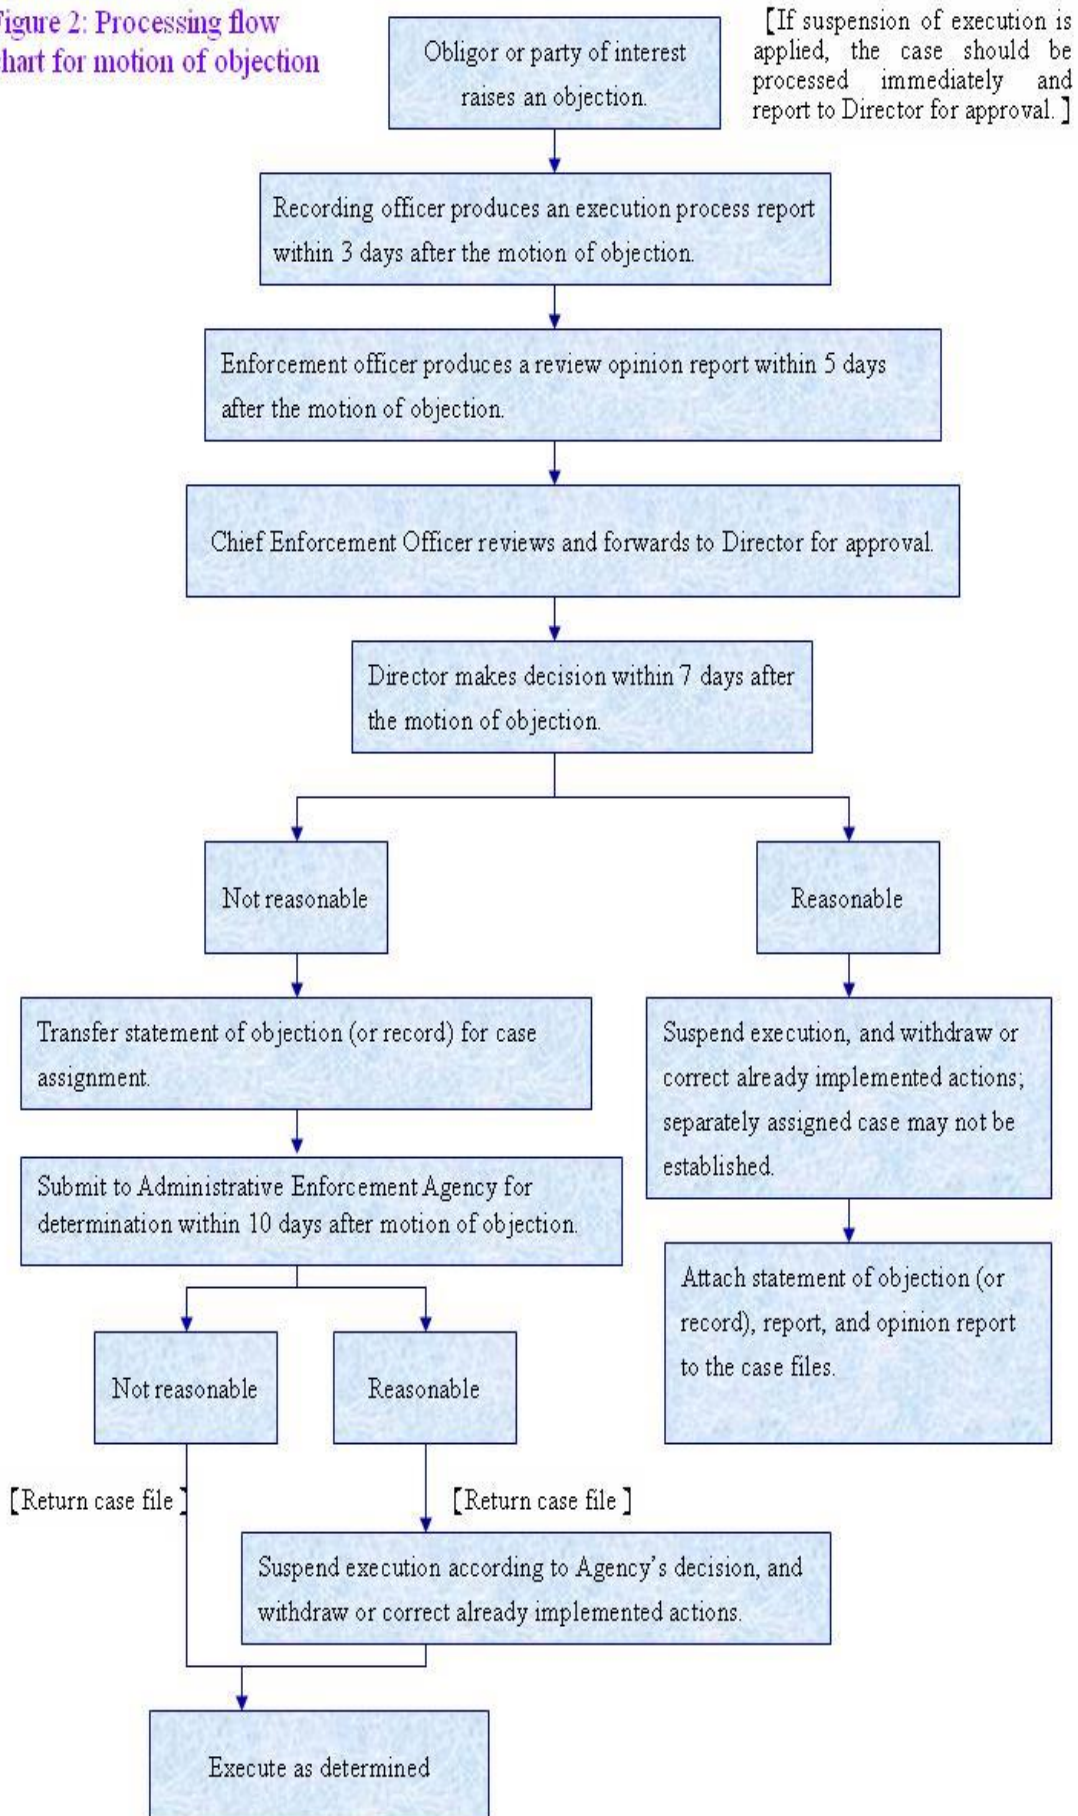 Figure 2: Processing flow
chart for motion of objection
Obligor or party of interest
raises an objection.
【If suspension of execution is
applied, the case should be
processed immediately and
report to Director for approval.】
Recording officer produces an execution process report
within 3 days after the motion of objection.
Enforcement officer produces a review opinion report within 5 days
after the motion of objection.
Chief Enforcement Officer reviews and forwards to Director for approval.
Director makes decision within 7 days after
the motion of objection.
Not reasonable
Reasonable
Transfer statement of objection (or record) for case
assignment.
Suspend execution, and withdraw or
correct already implemented actions;
separately assigned case may not be
established.
Submit to Administrative Enforcement Agency for
determination within 10 days after motion of objection.
Attach statement of objection (or
record), report, and opinion report
to the case files.
Not reasonable
Reasonable
【Return case file】
【Return case file】
Suspend execution according to Agency's decision, and
withdraw or correct already implemented actions.
Execute as determined